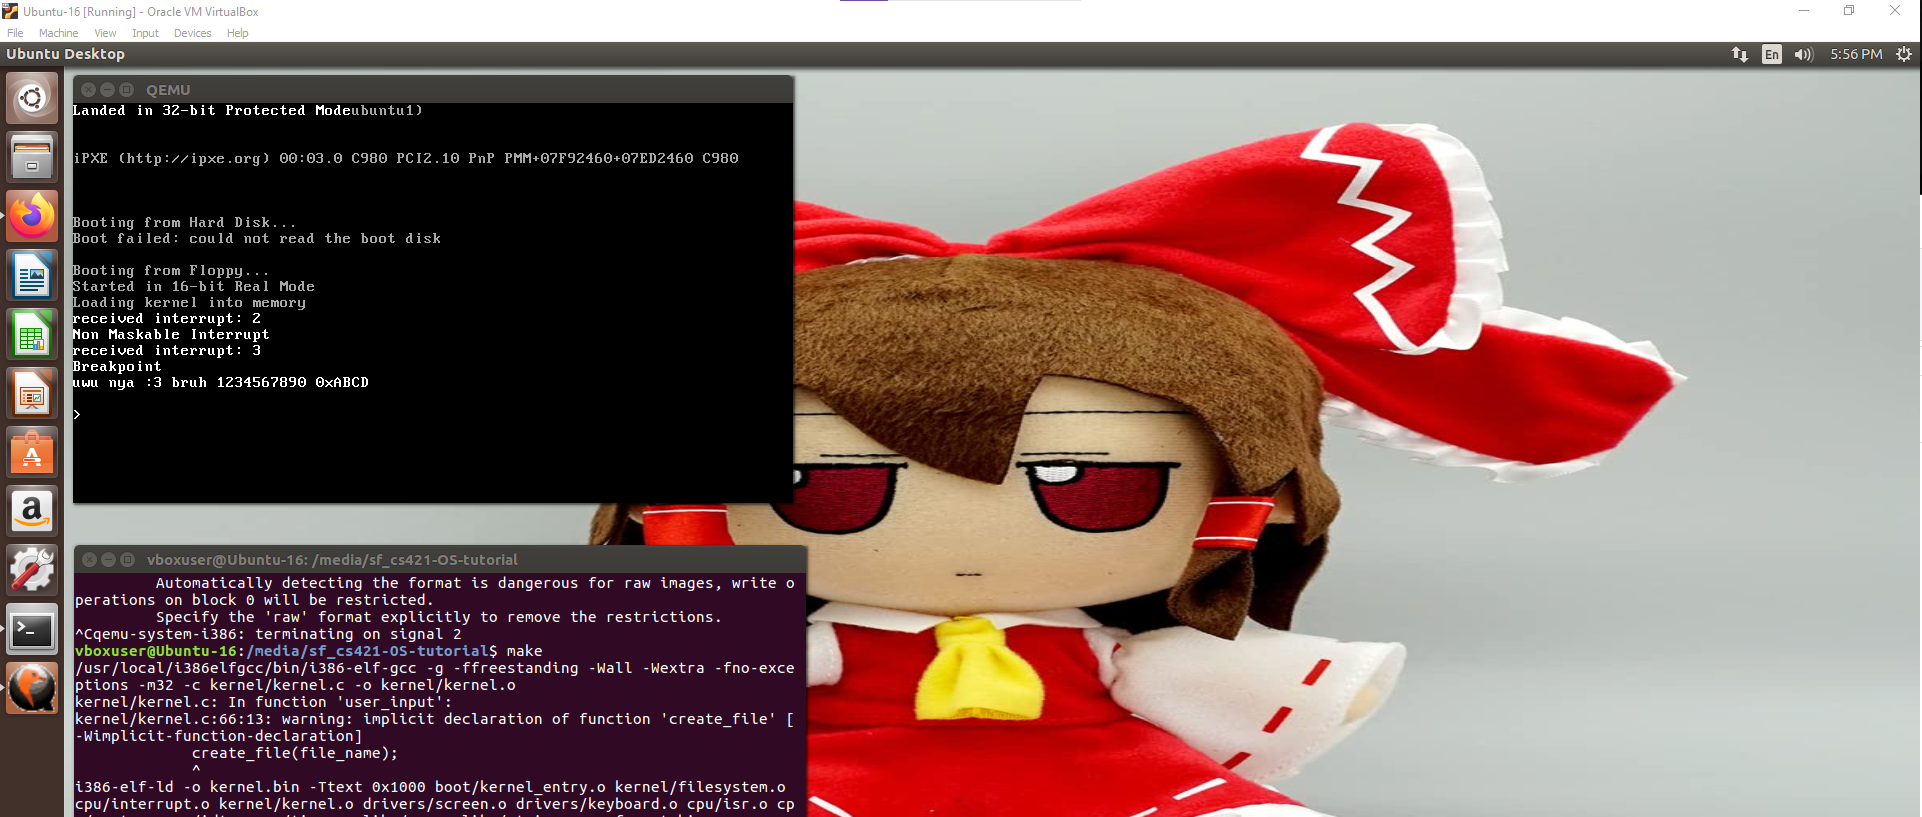 Ubuntu-16 [Running] - Oracle VM VirtualBox
File Machine View Input Devices Help
Ubuntu Desktop
En
5:56 PM
QEMU
Landed in 32-bit Protected Modeubuntu1)
iPXE (http://ipxe.org) 00:03.0 C980 PCI2.10 PnP PMM+07F92460+07ED2460 C980
Booting from Hard Disk...
Boot failed: could not read the boot disk
Booting from Floppy...
Started in 16-bit Real Mode
Loading kernel into memory
received interrupt: 2
Non Maskable Interrupt
received interrupt: 3
Breakpoint
uwu nya :3 bruh 1234567890 0xABCD
>
vboxuser@Ubuntu-16: /media/sf_cs421-OS-tutorial
Automatically detecting the format is dangerous for raw images, write o
perations on block 0 will be restricted.
Specify the 'raw' format explicitly to remove the restrictions.
^Cqemu-system-i386: terminating on signal 2
vboxuser@Ubuntu-16:/media/sf_cs421-OS-tutorial$ make
/usr/local/i386elfgcc/bin/i386-elf-gcc -g -ffreestanding -Wall -Wextra -fno-exce
ptions -m32 -c kernel/kernel.c -o kernel/kernel.o
kernel/kernel.c: In function 'user_input':
kernel/kernel.c:66:13: warning: implicit declaration of function 'create_file' [
-Wimplicit-function-declaration]
create_file(file_name);
^
i386-elf-ld -o kernel.bin -Ttext 0x1000 boot/kernel_entry.o kernel/filesystem.o
cpu/interrupt.o kernel/kernel.o drivers/screen.o drivers/keyboard.o cpu/isr.o cp